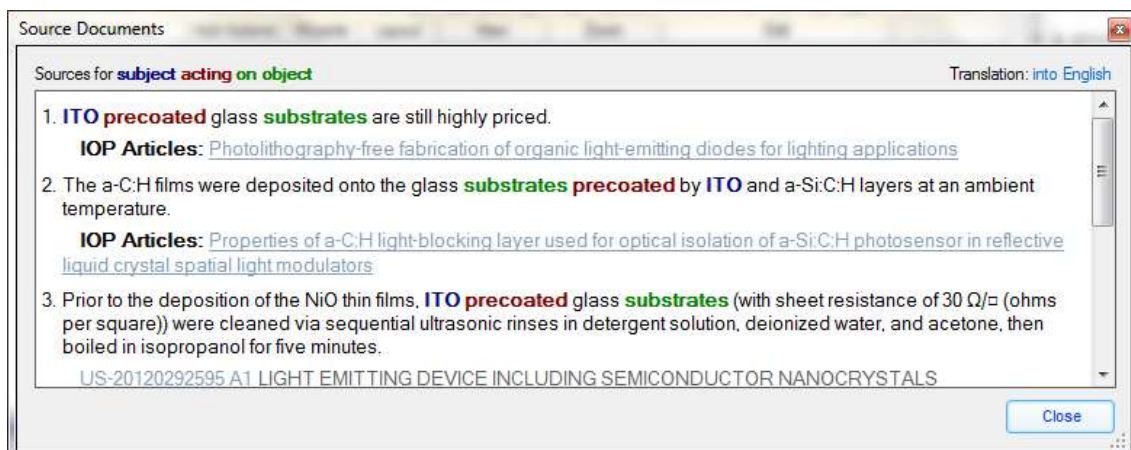 Source Documents
Sources for subject acting on object
Translation: into English
1. ITO precoated glass substrates are still highly priced.
IOP Articles: Photolithography-free fabrication of organic light-emitting diodes for lighting applications
2. The a-C:H films were deposited onto the glass substrates precoated by ITO and a-Si:C:H layers at an ambient
temperature.
IOP Articles: Properties of a-C:H light-blocking layer used for optical isolation of a-Si:C:H photosensor in reflective
liquid crystal spatial light modulators
3. Prior to the deposition of the NiO thin films, ITO precoated glass substrates (with sheet resistance of 30 Ω/¤ (ohms
per square)) were cleaned via sequential ultrasonic rinses in detergent solution, deionized water, and acetone, then
boiled in isopropanol for five minutes.
US-20120292595 A1 LIGHT EMITTING DEVICE INCLUDING SEMICONDUCTOR NANOCRYSTALS
Close